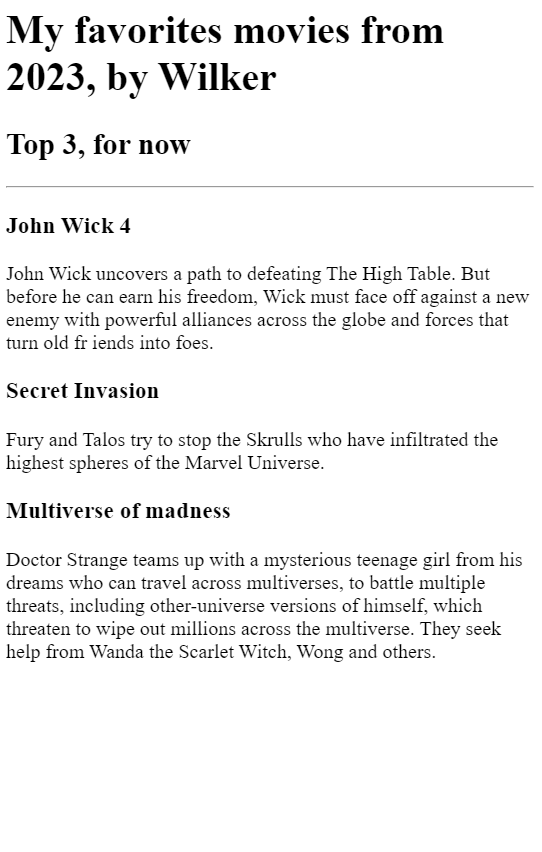 My favorites movies from
2023, by Wilker
Top 3, for now
John Wick 4
John Wick uncovers a path to defeating The High Table. But
before he can earn his freedom, Wick must face off against a new
enemy with powerful alliances across the globe and forces that
turn old fr iends into foes.
Secret Invasion
Fury and Talos try to stop the Skrulls who have infiltrated the
highest spheres of the Marvel Universe.
Multiverse of madness
Doctor Strange teams up with a mysterious teenage girl from his
dreams who can travel across multiverses, to battle multiple
threats, including other-universe versions of himself, which
threaten to wipe out millions across the multiverse. They seek
help from Wanda the Scarlet Witch, Wong and others.